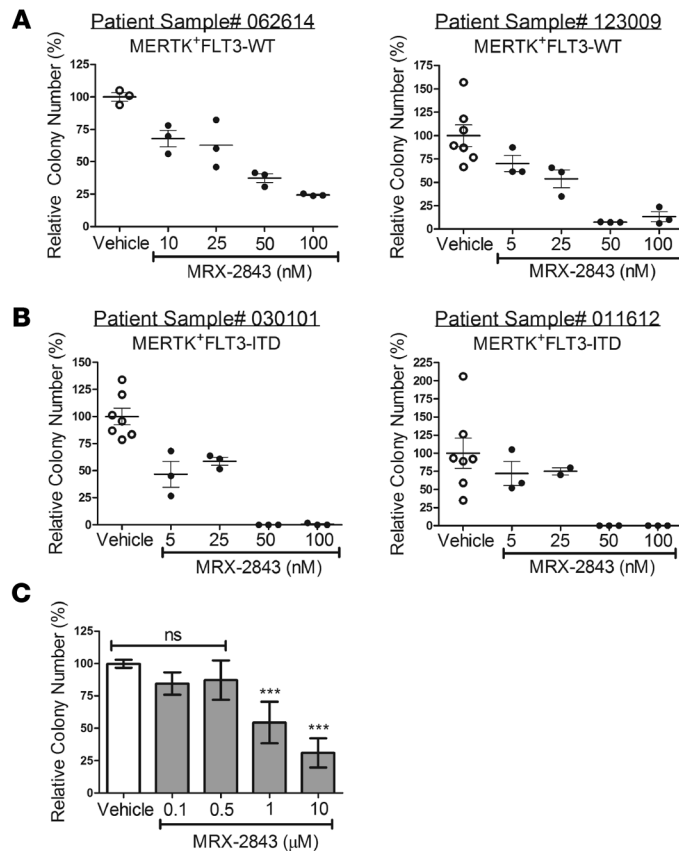 A
Patient Sample# 062614
MERTK+FLT3-WT
Relative Colony Number (%)
125
100
75
50
25
0
Vehicle 10 25 50 100
MRX-2843 (nM)
Patient Sample# 123009
MERTK+FLT3-WT
Relative Colony Number (%)
175
150
125
100
75
50
25
0
Vehicle 5 25 50 100
MRX-2843 (nM)
B
Patient Sample# 030101
MERTK+FLT3-ITD
Relative Colony Number (%)
150
125
100
75
50
25
0
Vehicle 5 25 50 100
MRX-2843 (nM)
Patient Sample# 011612
MERTK+FLT3-ITD
Relative Colony Number (%)
225
200
175
150
125
100
75
50
25
0
Vehicle 5 25 50 100
MRX-2843 (nM)
C
Relative Colony Number (%)
125
100
75
50
25
0
ns
***
***
Vehicle 0.1 0.5 1 10
MRX-2843 (μM)